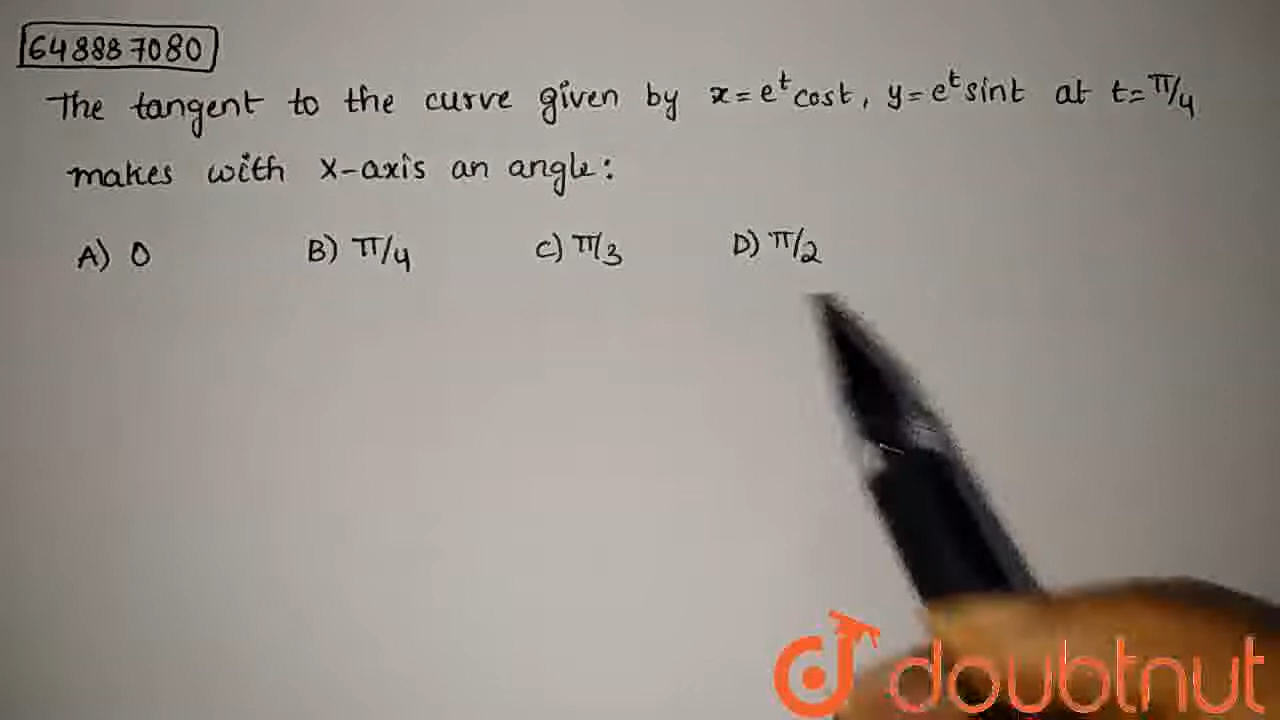 648887080
The tangent to the curve given by x=e^t cost, y=e^t sint at t=π/4
makes with x-axis an angle:
A) 0 B) π/4 C) π/3 D) π/2
doubtnut